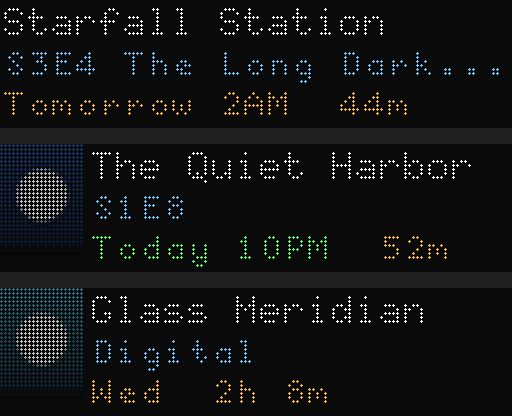 Starfall Station
S3E4 The Long Dark...
Tomorrow 2AM 44m
The Quiet Harbor
S1E8
Today 10PM 52m
Glass Meridian
Digital
Wed 2h 8m